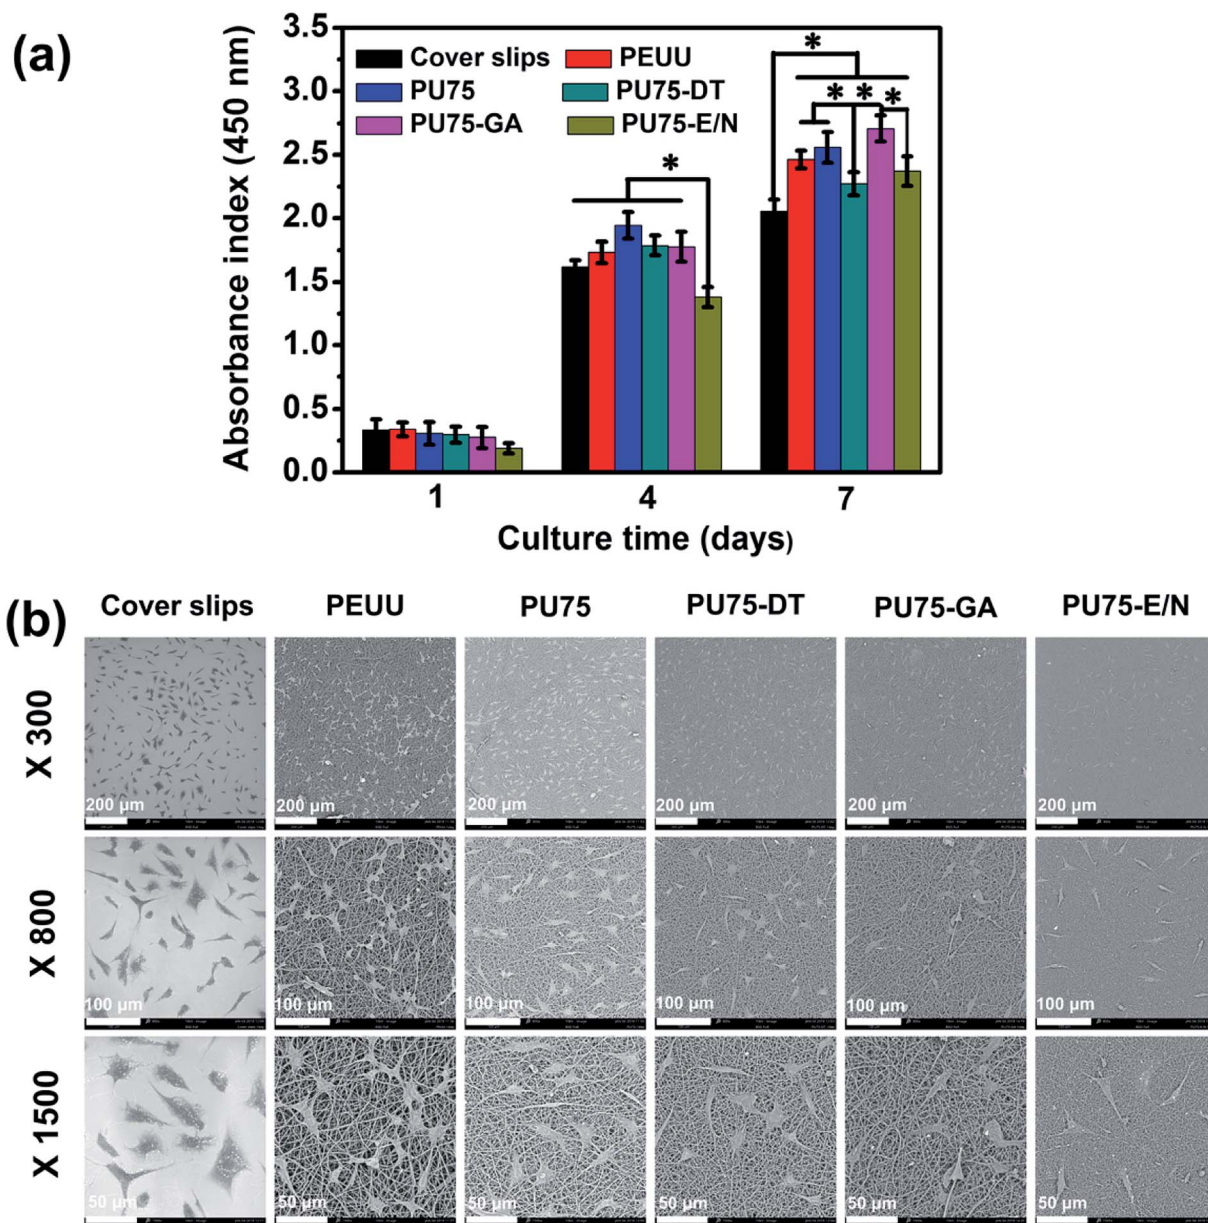 (a)
3.5
3.0
2.5
2.0
1.5
1.0
0.5
0.0
Absorbance index (450 nm)
Cover slips PEUU
PU75 PU75-DT
PU75-GA PU75-E/N
*
* * *
*
1 4 7
Culture time (days)
(b)
Cover slips PEUU PU75 PU75-DT PU75-GA PU75-E/N
X 300
200 µm 200 µm 200 µm 200 µm 200 µm 200 µm
X 800
100 µm 100 µm 100 µm 100 µm 100 µm 100 µm
X 1500
50 µm 50 µm 50 µm 50 µm 50 µm 50 µm